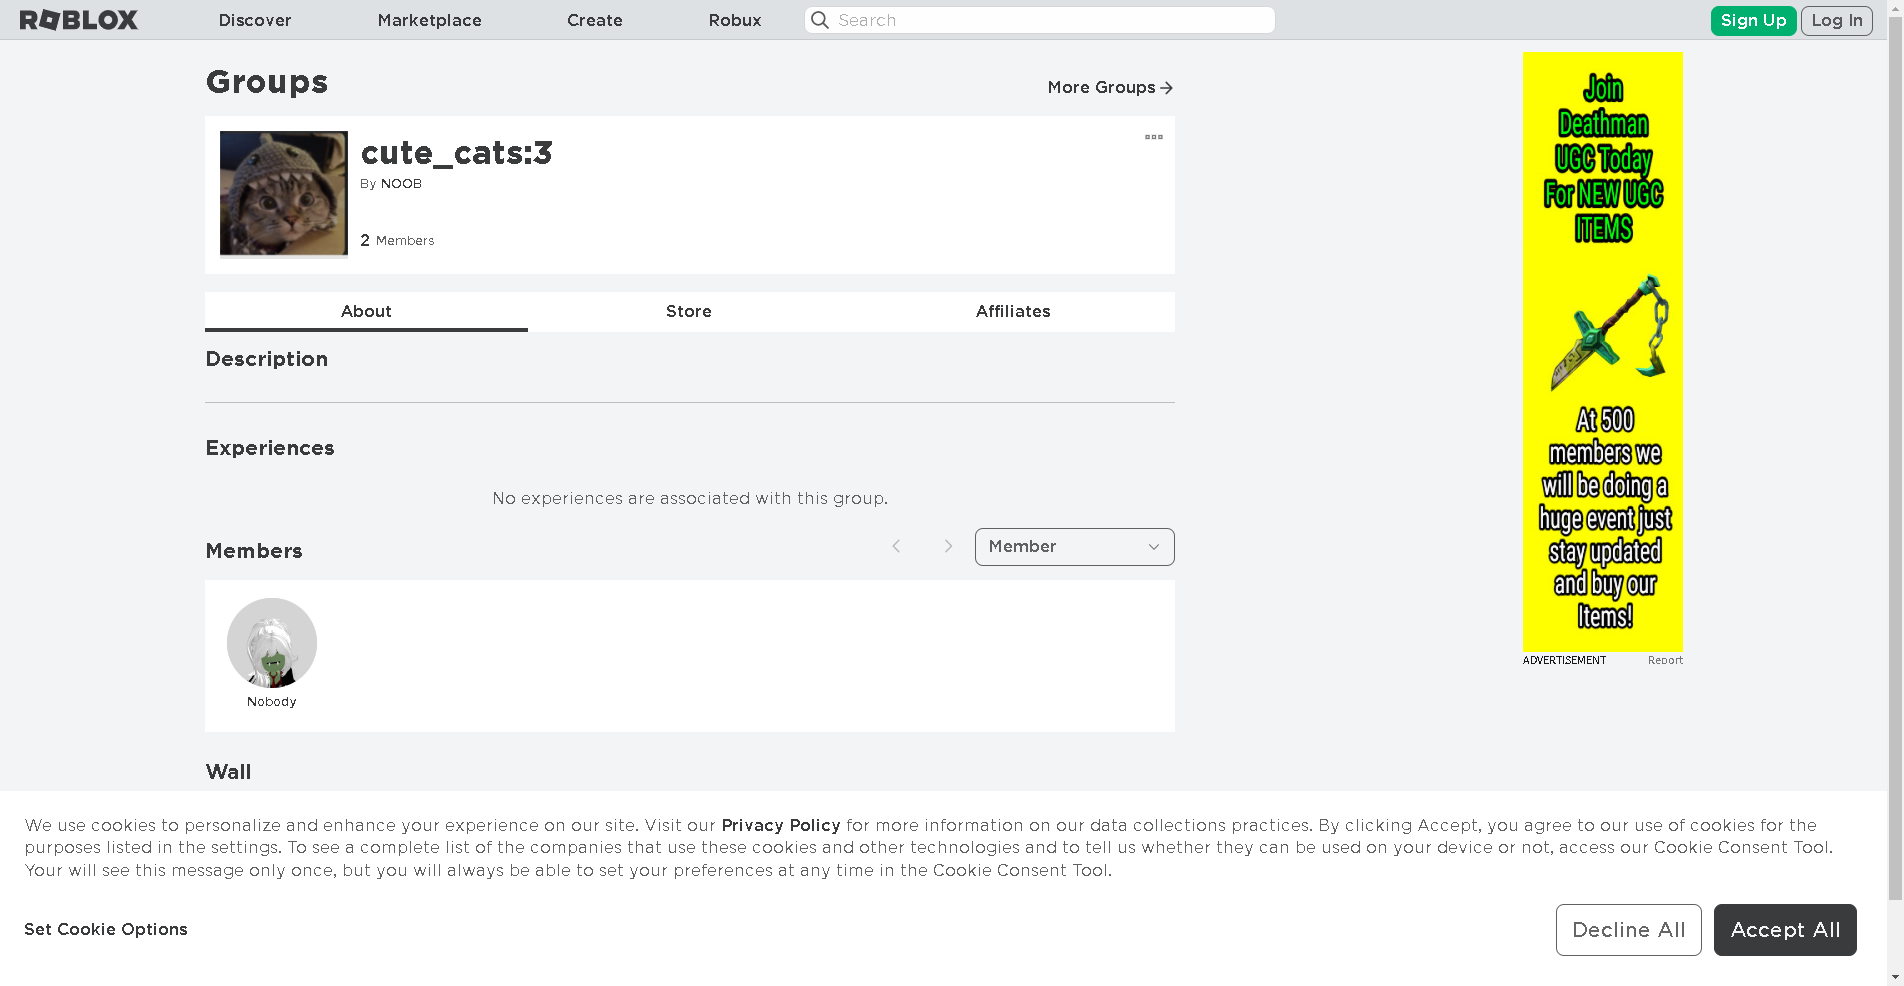 ROBLOX
Discover
Marketplace
Create
Robux
Search
Sign Up
Log In
Groups
More Groups
cute_cats:3
By NOOB
2 Members
About
Store
Affiliates
Description
Experiences
No experiences are associated with this group.
Members
Member
Nobody
Wall
Join
Deathman
UGC Today
For NEW UGC
ITEMS
At 500
members we
will be doing a
huge event just
stay updated
and buy our
Items!
ADVERTISEMENT
Report
We use cookies to personalize and enhance your experience on our site. Visit our Privacy Policy for more information on our data collections practices. By clicking Accept, you agree to our use of cookies for the
purposes listed in the settings. To see a complete list of the companies that use these cookies and other technologies and to tell us whether they can be used on your device or not, access our Cookie Consent Tool.
Your will see this message only once, but you will always be able to set your preferences at any time in the Cookie Consent Tool.
Set Cookie Options
Decline All
Accept All